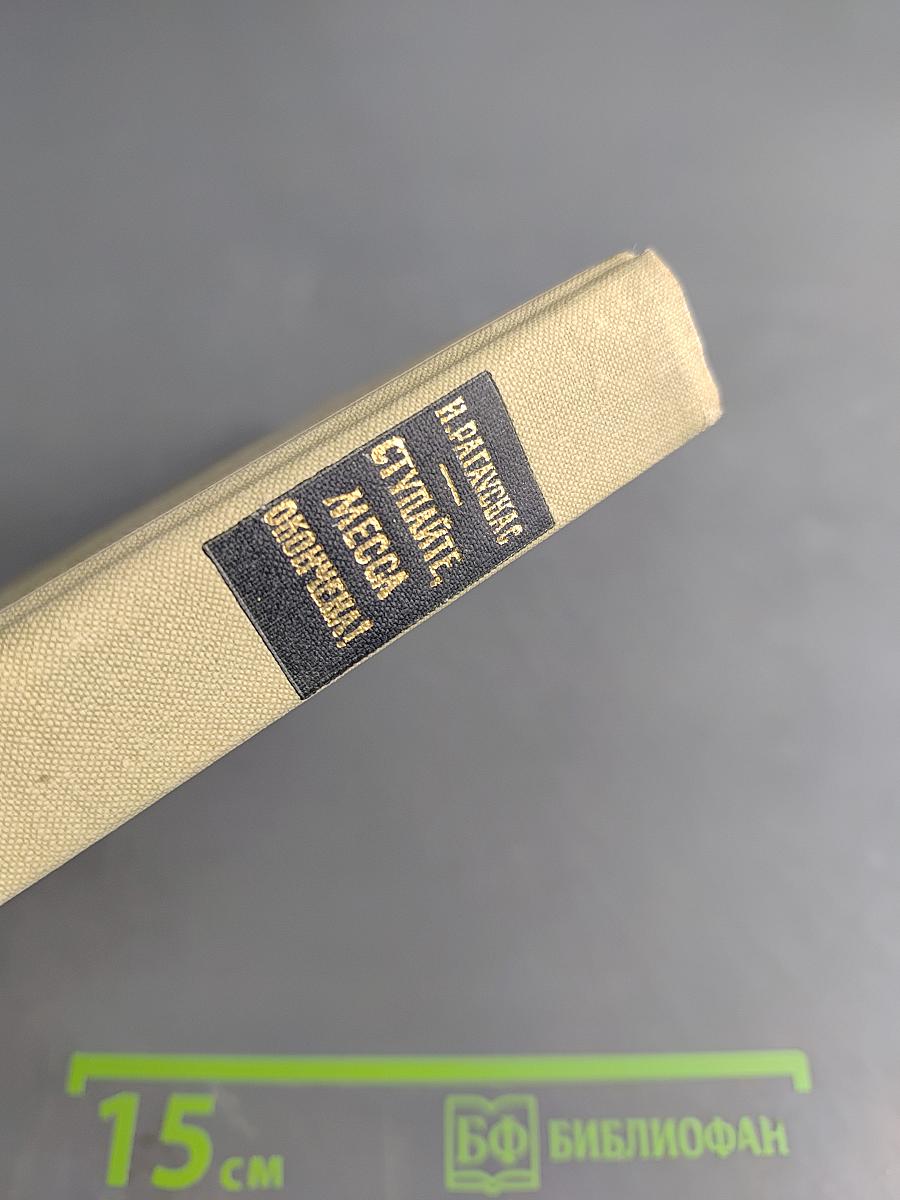 И. РАГАУСКАС
СТУПАЙТЕ,
МЕССА
ОКОНЧЕНА!
15 см
БФ БИБЛИОФАН